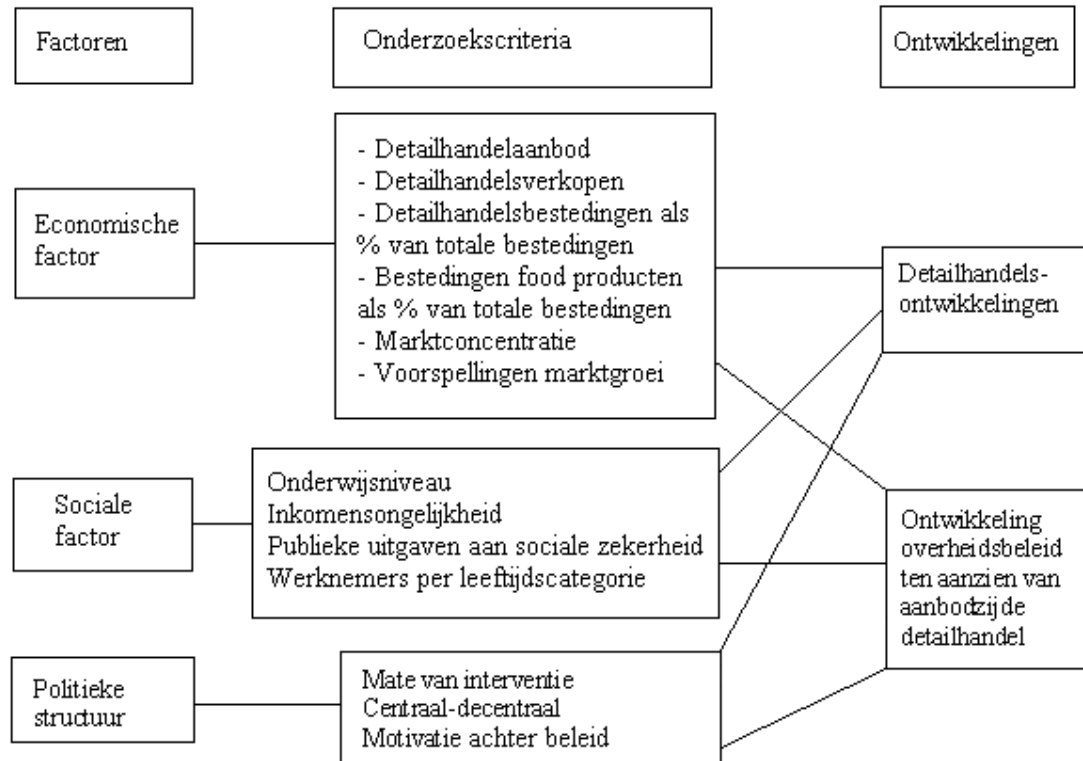 Factoren
Onderzoekscriteria
Ontwikkelingen
Economische
factor
- Detailhandelaanbod
- Detailhandelsverkopen
- Detailhandelsbestedingen als
% van totale bestedingen
- Bestedingen food producten
als % van totale bestedingen
- Marktconcentratie
- Voorspellingen marktgroei
Detailhandels-
ontwikkelingen
Sociale
factor
Onderwijsniveau
Inkomensongelijkheid
Publieke uitgaven aan sociale zekerheid
Werknemers per leeftijdscategorie
Ontwikkeling
overheidsbeleid
ten aanzien van
aanbodzijde
detailhandel
Politieke
structuur
Mate van interventie
Centraal-decentraal
Motivatie achter beleid